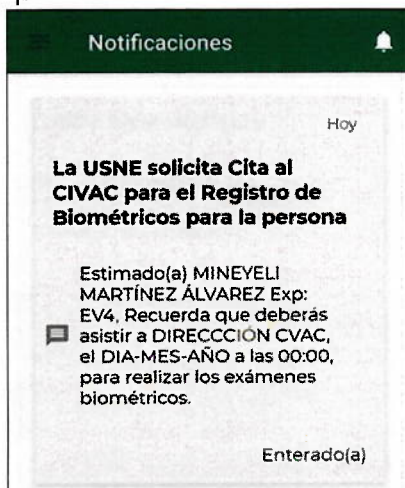 Notificaciones
Hoy
La USNE solicita Cita al
CIVAC para el Registro de
Biométricos para la persona
Estimado(a) MINEYELI
MARTÍNEZ ÁLVAREZ Exp:
EV4, Recuerda que deberás
asistir a DIRECCCIÓN CVAC,
el DIA-MES-AÑO a las 00:00,
para realizar los exámenes
biométricos.
Enterado(a)